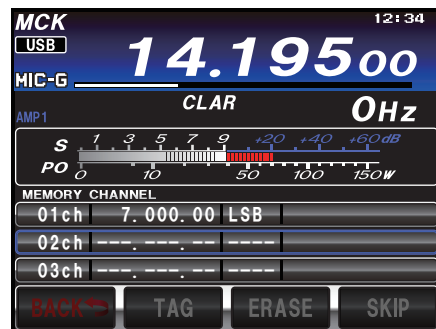 MCK 12:34
USB
14.195 00
MIC-G
CLAR
AMP1 0Hz
S 1 3 5 7 9 +20 +40 +60dB
PO 0 10 50 100 150W
MEMORY CHANNEL
01ch 7.000.00 LSB
02ch ---.---.-- ----
03ch ---.---.-- ----
BACK TAG ERASE SKIP